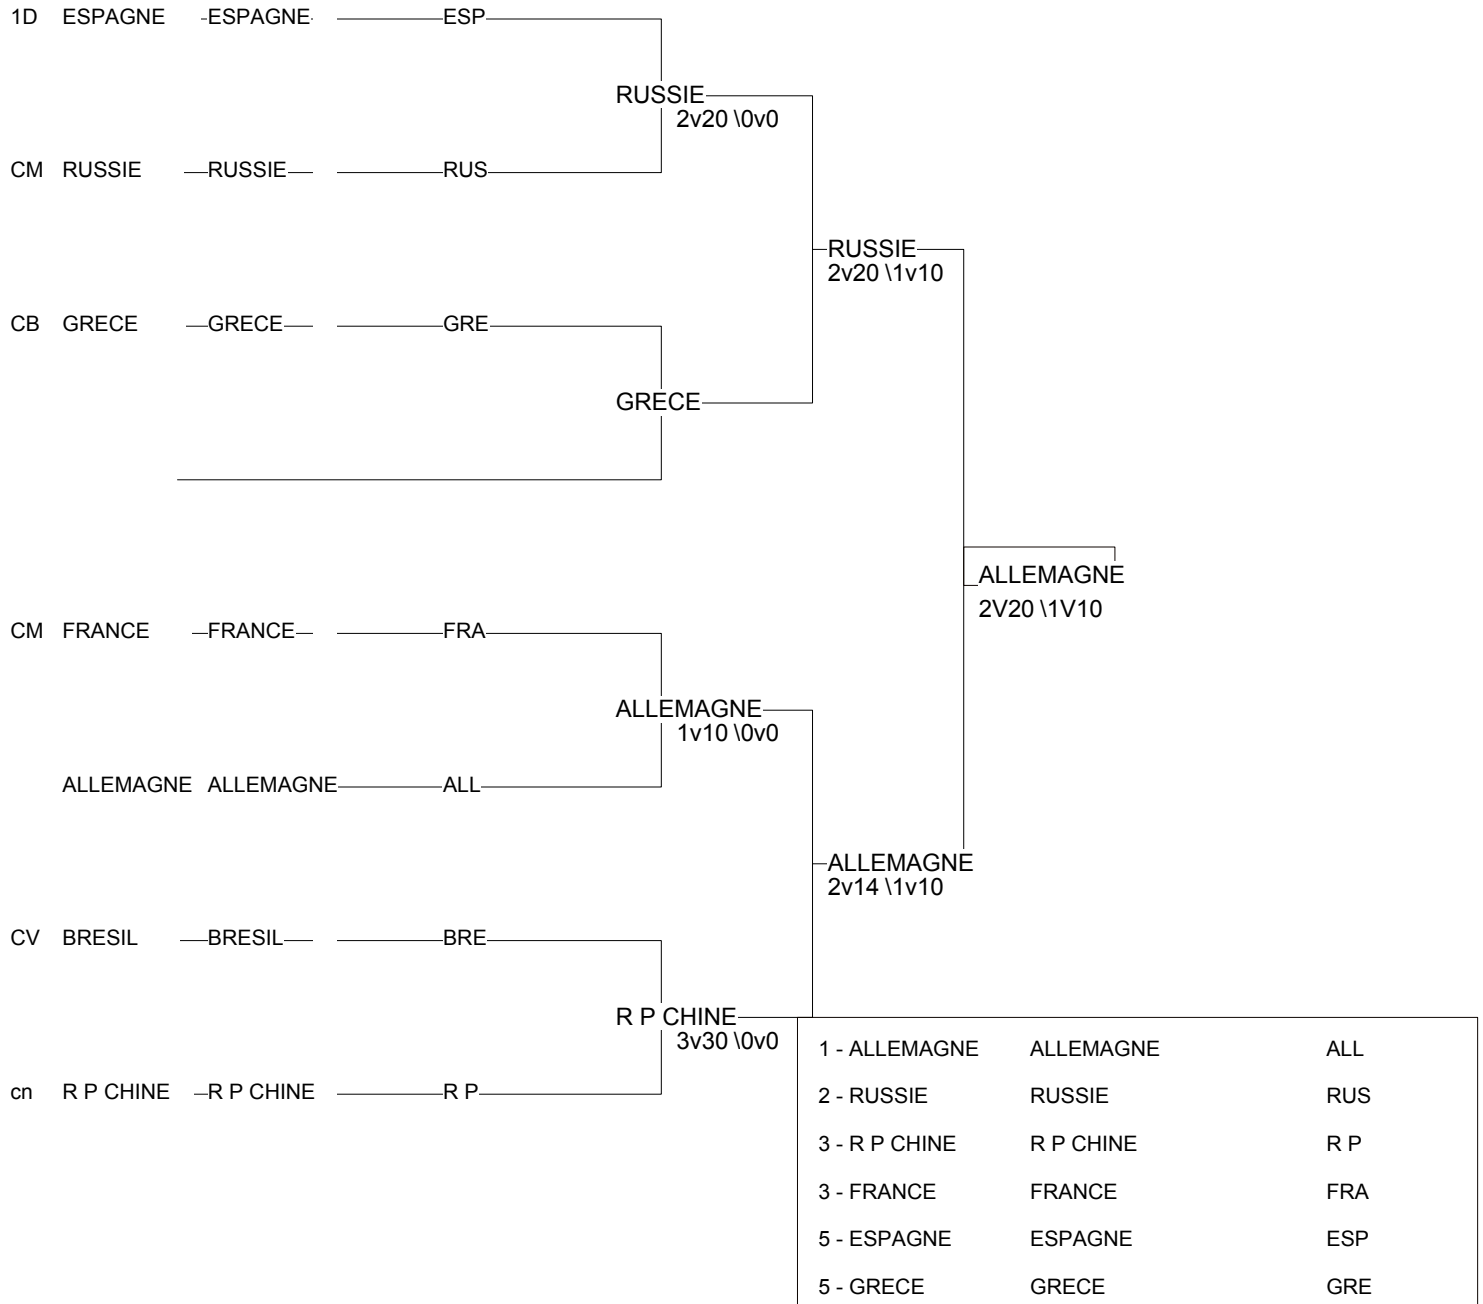 1D ESPAGNE ESPAGNE ESP
RUSSIE
2v20 \0v0
CM RUSSIE RUSSIE RUS
RUSSIE
2v20 \1v10
CB GRECE GRECE GRE
GRECE
ALLEMAGNE
2V20 \1V10
CM FRANCE FRANCE FRA
ALLEMAGNE
1v10 \0v0
ALLEMAGNE ALLEMAGNE ALL
ALLEMAGNE
2v14 \1v10
CV BRESIL BRESIL BRE
R P CHINE
3v30 \0v0
cn R P CHINE R P CHINE R P
1 - ALLEMAGNE ALLEMAGNE ALL
2 - RUSSIE RUSSIE RUS
3 - R P CHINE R P CHINE R P
3 - FRANCE FRANCE FRA
5 - ESPAGNE ESPAGNE ESP
5 - GRECE GRECE GRE